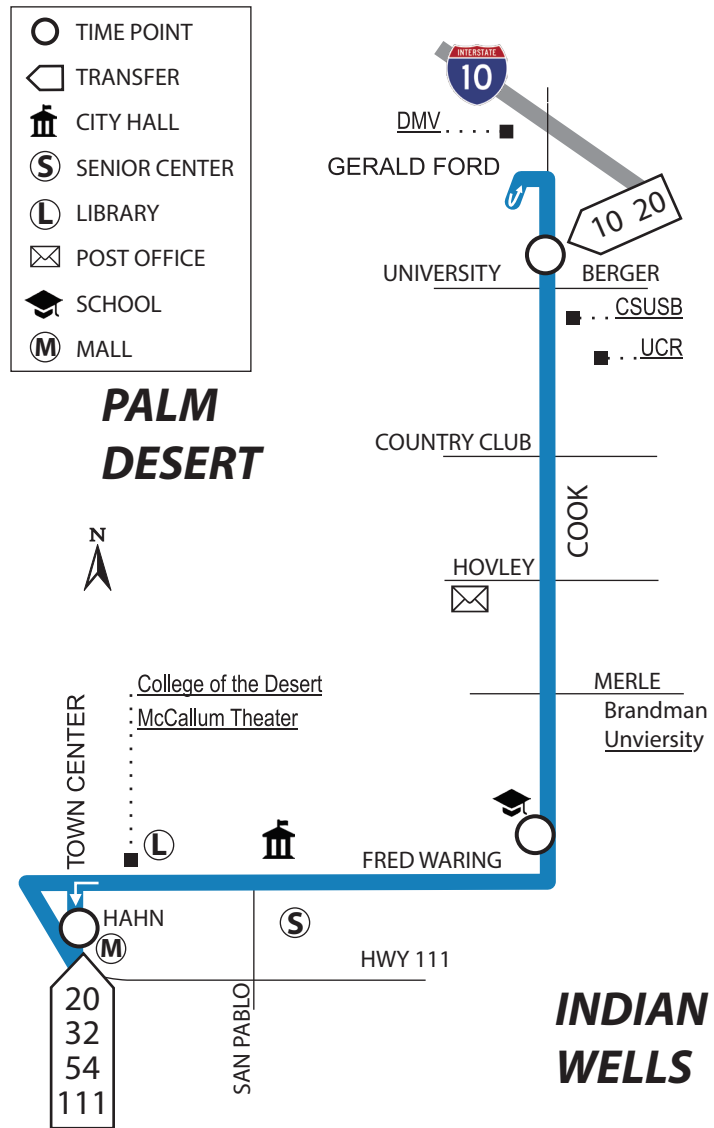 TIME POINT
TRANSFER
CITY HALL
S SENIOR CENTER
L LIBRARY
POST OFFICE
SCHOOL
M MALL
INTERSTATE
10
DMV
GERALD FORD
10 20
UNIVERSITY
BERGER
CSUSB
UCR
PALM
DESERT
COUNTRY CLUB
COOK
N
HOVLEY
MERLE
Brandman
Unviersity
College of the Desert
McCallum Theater
TOWN CENTER
L
FRED WARING
HAHN
M
S
HWY 111
SAN PABLO
20
32
54
111
INDIAN
WELLS